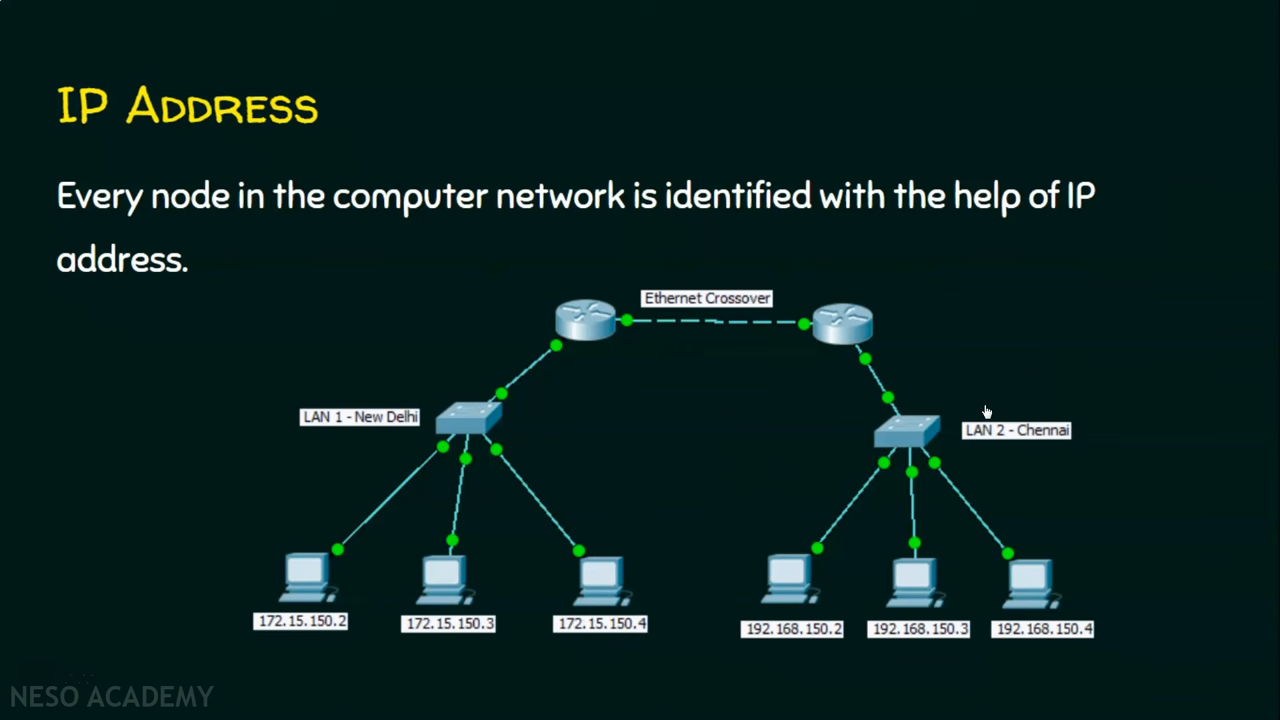 IP ADDRESS
Every node in the computer network is identified with the help of IP
address.
Ethernet Crossover
LAN 1 - New Delhi
LAN 2 - Chennai
172.15.150.2
172.15.150.3
172.15.150.4
192.168.150.2
192.168.150.3
192.168.150.4
NESO ACADEMY